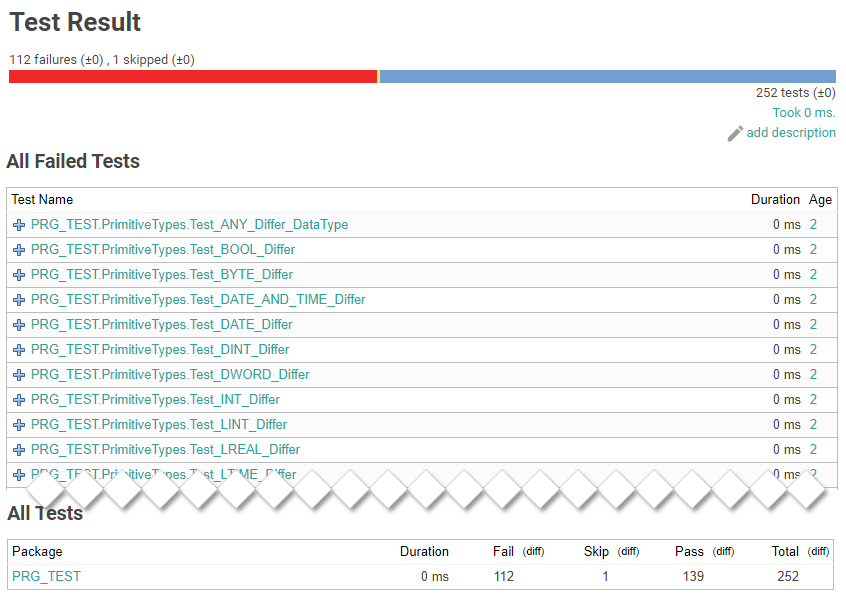 Test Result
112 failures (±0) , 1 skipped (±0)
252 tests (±0)
Took 0 ms.
add description
All Failed Tests
Test Name Duration Age
PRG_TEST.PrimitiveTypes.Test_ANY_Differ_DataType 0 ms 2
PRG_TEST.PrimitiveTypes.Test_BOOL_Differ 0 ms 2
PRG_TEST.PrimitiveTypes.Test_BYTE_Differ 0 ms 2
PRG_TEST.PrimitiveTypes.Test_DATE_AND_TIME_Differ 0 ms 2
PRG_TEST.PrimitiveTypes.Test_DATE_Differ 0 ms 2
PRG_TEST.PrimitiveTypes.Test_DINT_Differ 0 ms 2
PRG_TEST.PrimitiveTypes.Test_DWORD_Differ 0 ms 2
PRG_TEST.PrimitiveTypes.Test_INT_Differ 0 ms 2
PRG_TEST.PrimitiveTypes.Test_LINT_Differ 0 ms 2
PRG_TEST.PrimitiveTypes.Test_LREAL_Differ 0 ms 2
PRG_TEST.PrimitiveTypes.Test_LTIME_Differ 0 ms 2
All Tests
Package Duration Fail (diff) Skip (diff) Pass (diff) Total (diff)
PRG_TEST 0 ms 112 1 139 252